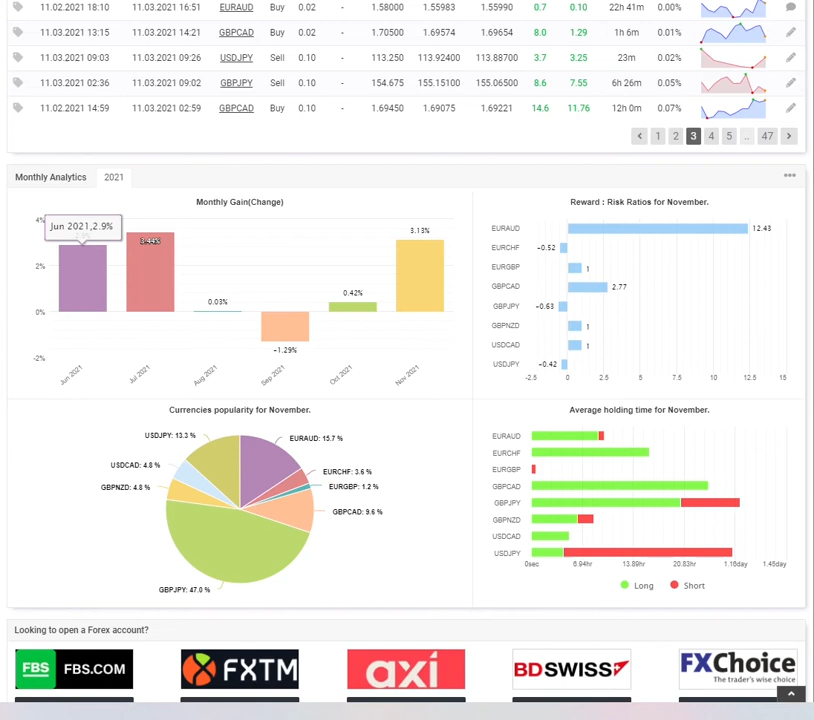 11.02.2021 18:10 11.03.2021 16:51 EURAUD Buy 0.02 - 1.58000 1.55983 1.55990 0.7 0.10 22h 41m 0.00%
11.03.2021 13:15 11.03.2021 14:21 GBPCAD Buy 0.02 - 1.70500 1.69574 1.69654 8.0 1.29 1h 6m 0.01%
11.03.2021 09:03 11.03.2021 09:26 USDJPY Sell 0.10 - 113.250 113.92400 113.88700 3.7 3.25 23m 0.02%
11.03.2021 02:36 11.03.2021 09:02 GBPJPY Sell 0.10 - 154.675 155.15100 155.06500 8.6 7.55 6h 26m 0.05%
11.02.2021 14:59 11.03.2021 02:59 GBPCAD Buy 0.10 - 1.69450 1.69075 1.69221 14.6 11.76 12h 0m 0.07%
1 2 3 4 5 .. 47
Monthly Analytics 2021
Monthly Gain(Change)
4%
2%
0%
-2%
Jun 2021,2.9%
3.44%
0.03%
-1.29%
0.42%
3.13%
Jun 2021 Jul 2021 Aug 2021 Sep 2021 Oct 2021 Nov 2021
Reward : Risk Ratios for November.
EURAUD 12.43
EURCHF -0.52
EURGBP 1
GBPCAD 2.77
GBPJPY -0.63
GBPNZD 1
USDCAD 1
USDJPY -0.42
-2.5 0 2.5 5 7.5 10 12.5 15
Currencies popularity for November.
USDJPY: 13.3 %
EURAUD: 15.7 %
USDCAD: 4.8 %
EURCHF: 3.6 %
GBPNZD: 4.8 %
EURGBP: 1.2 %
GBPCAD: 9.6 %
GBPJPY: 47.0 %
Average holding time for November.
EURAUD
EURCHF
EURGBP
GBPCAD
GBPJPY
GBPNZD
USDCAD
USDJPY
0sec 6.94hr 13.89hr 20.83hr 1.16day 1.45day
Long Short
Looking to open a Forex account?
FBS FBS.COM
FXTM
axi
BDSWISS
FXChoice
The trader's wise choice